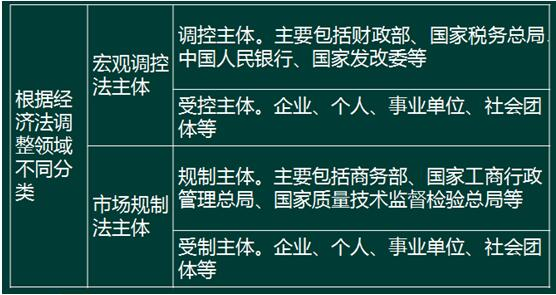 根据经
济法调
整领域
不同分
类
宏观调控
法主体
调控主体。主要包括财政部、国家税务总局、
中国人民银行、国家发改委等
受控主体。企业、个人、事业单位、社会团
体等
市场规制
法主体
规制主体。主要包括商务部、国家工商行政
管理总局、国家质量技术监督检验总局等
受制主体。企业、个人、事业单位、社会团
体等